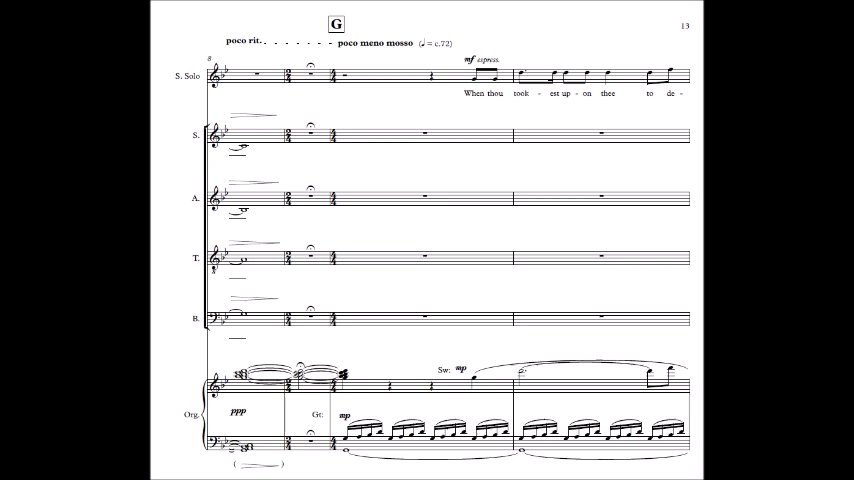 G
13
poco rit.
poco meno mosso (♩ = c.72)
8
mf espress.
S. Solo
When thou took - est up - on thee to de -
S.
A.
T.
B.
Sw: mp
Org.
ppp
Gt: mp